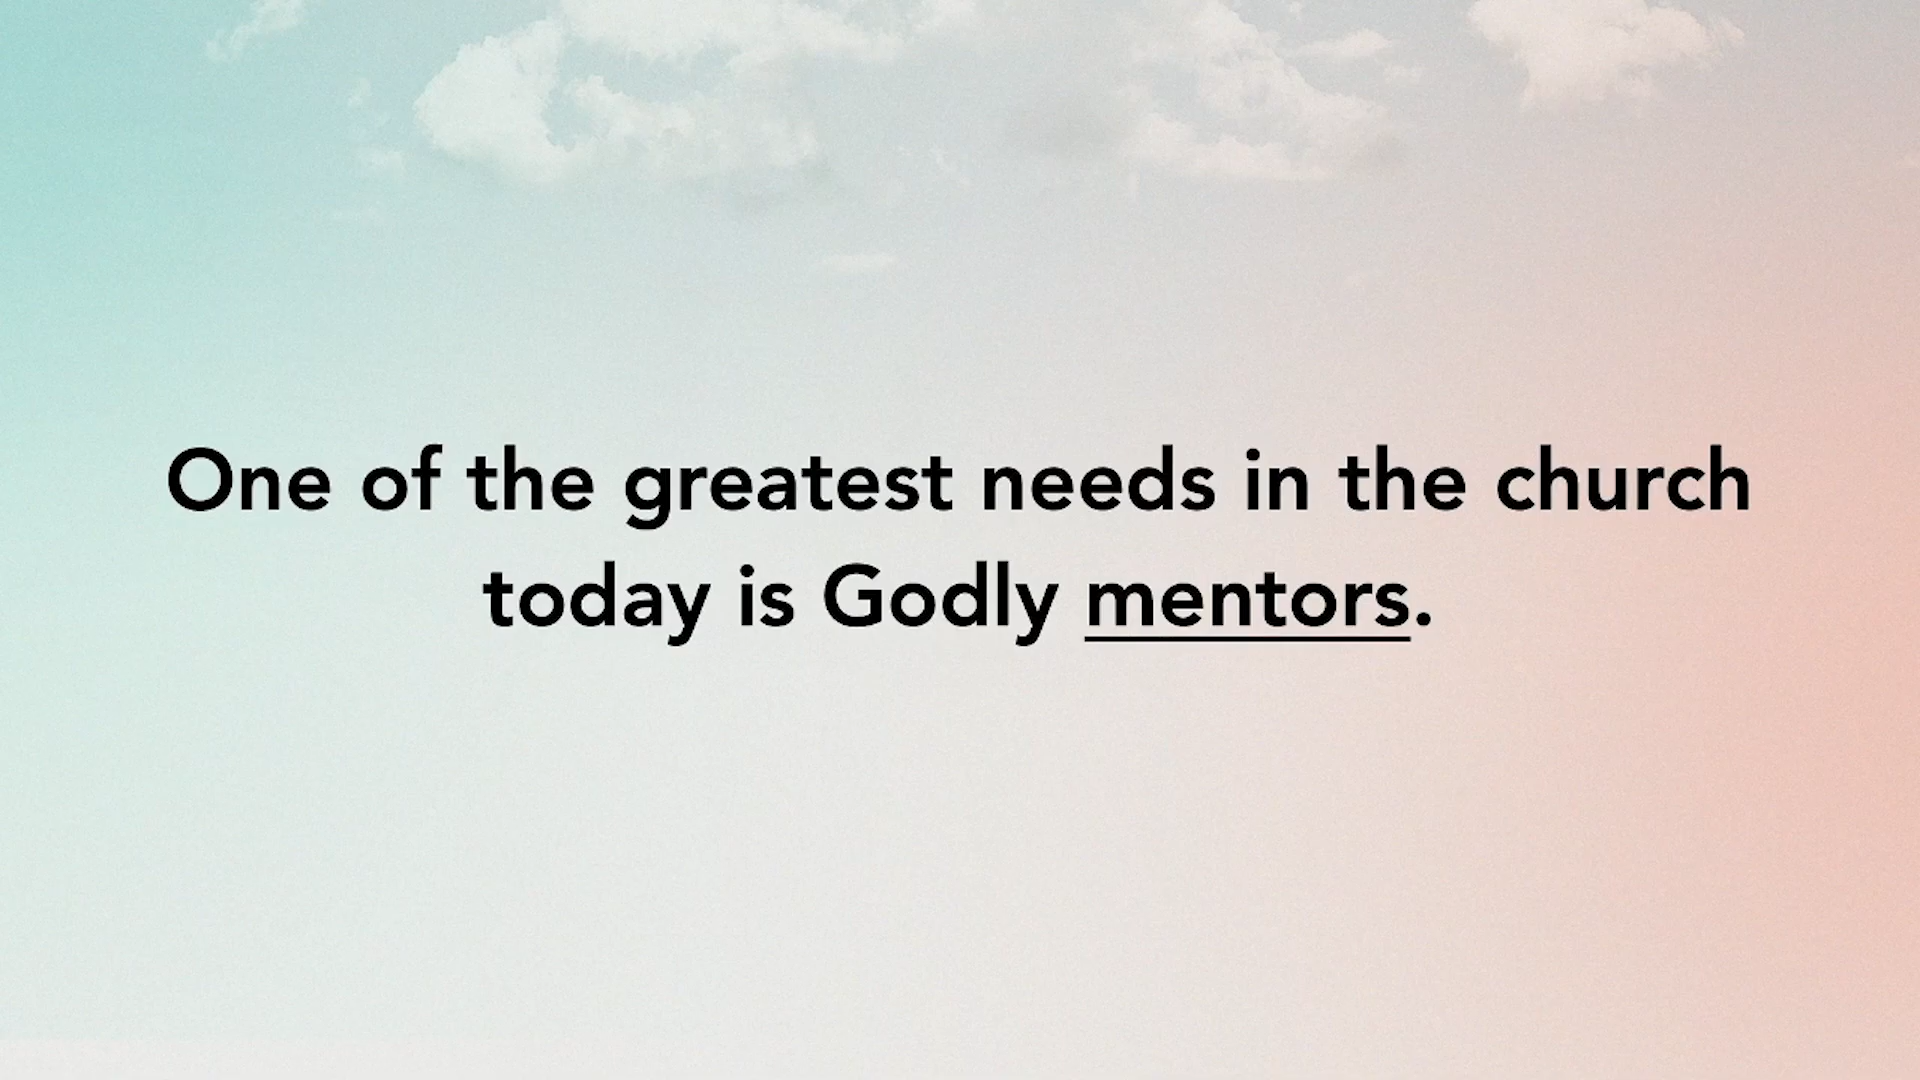 One of the greatest needs in the church
today is Godly mentors.